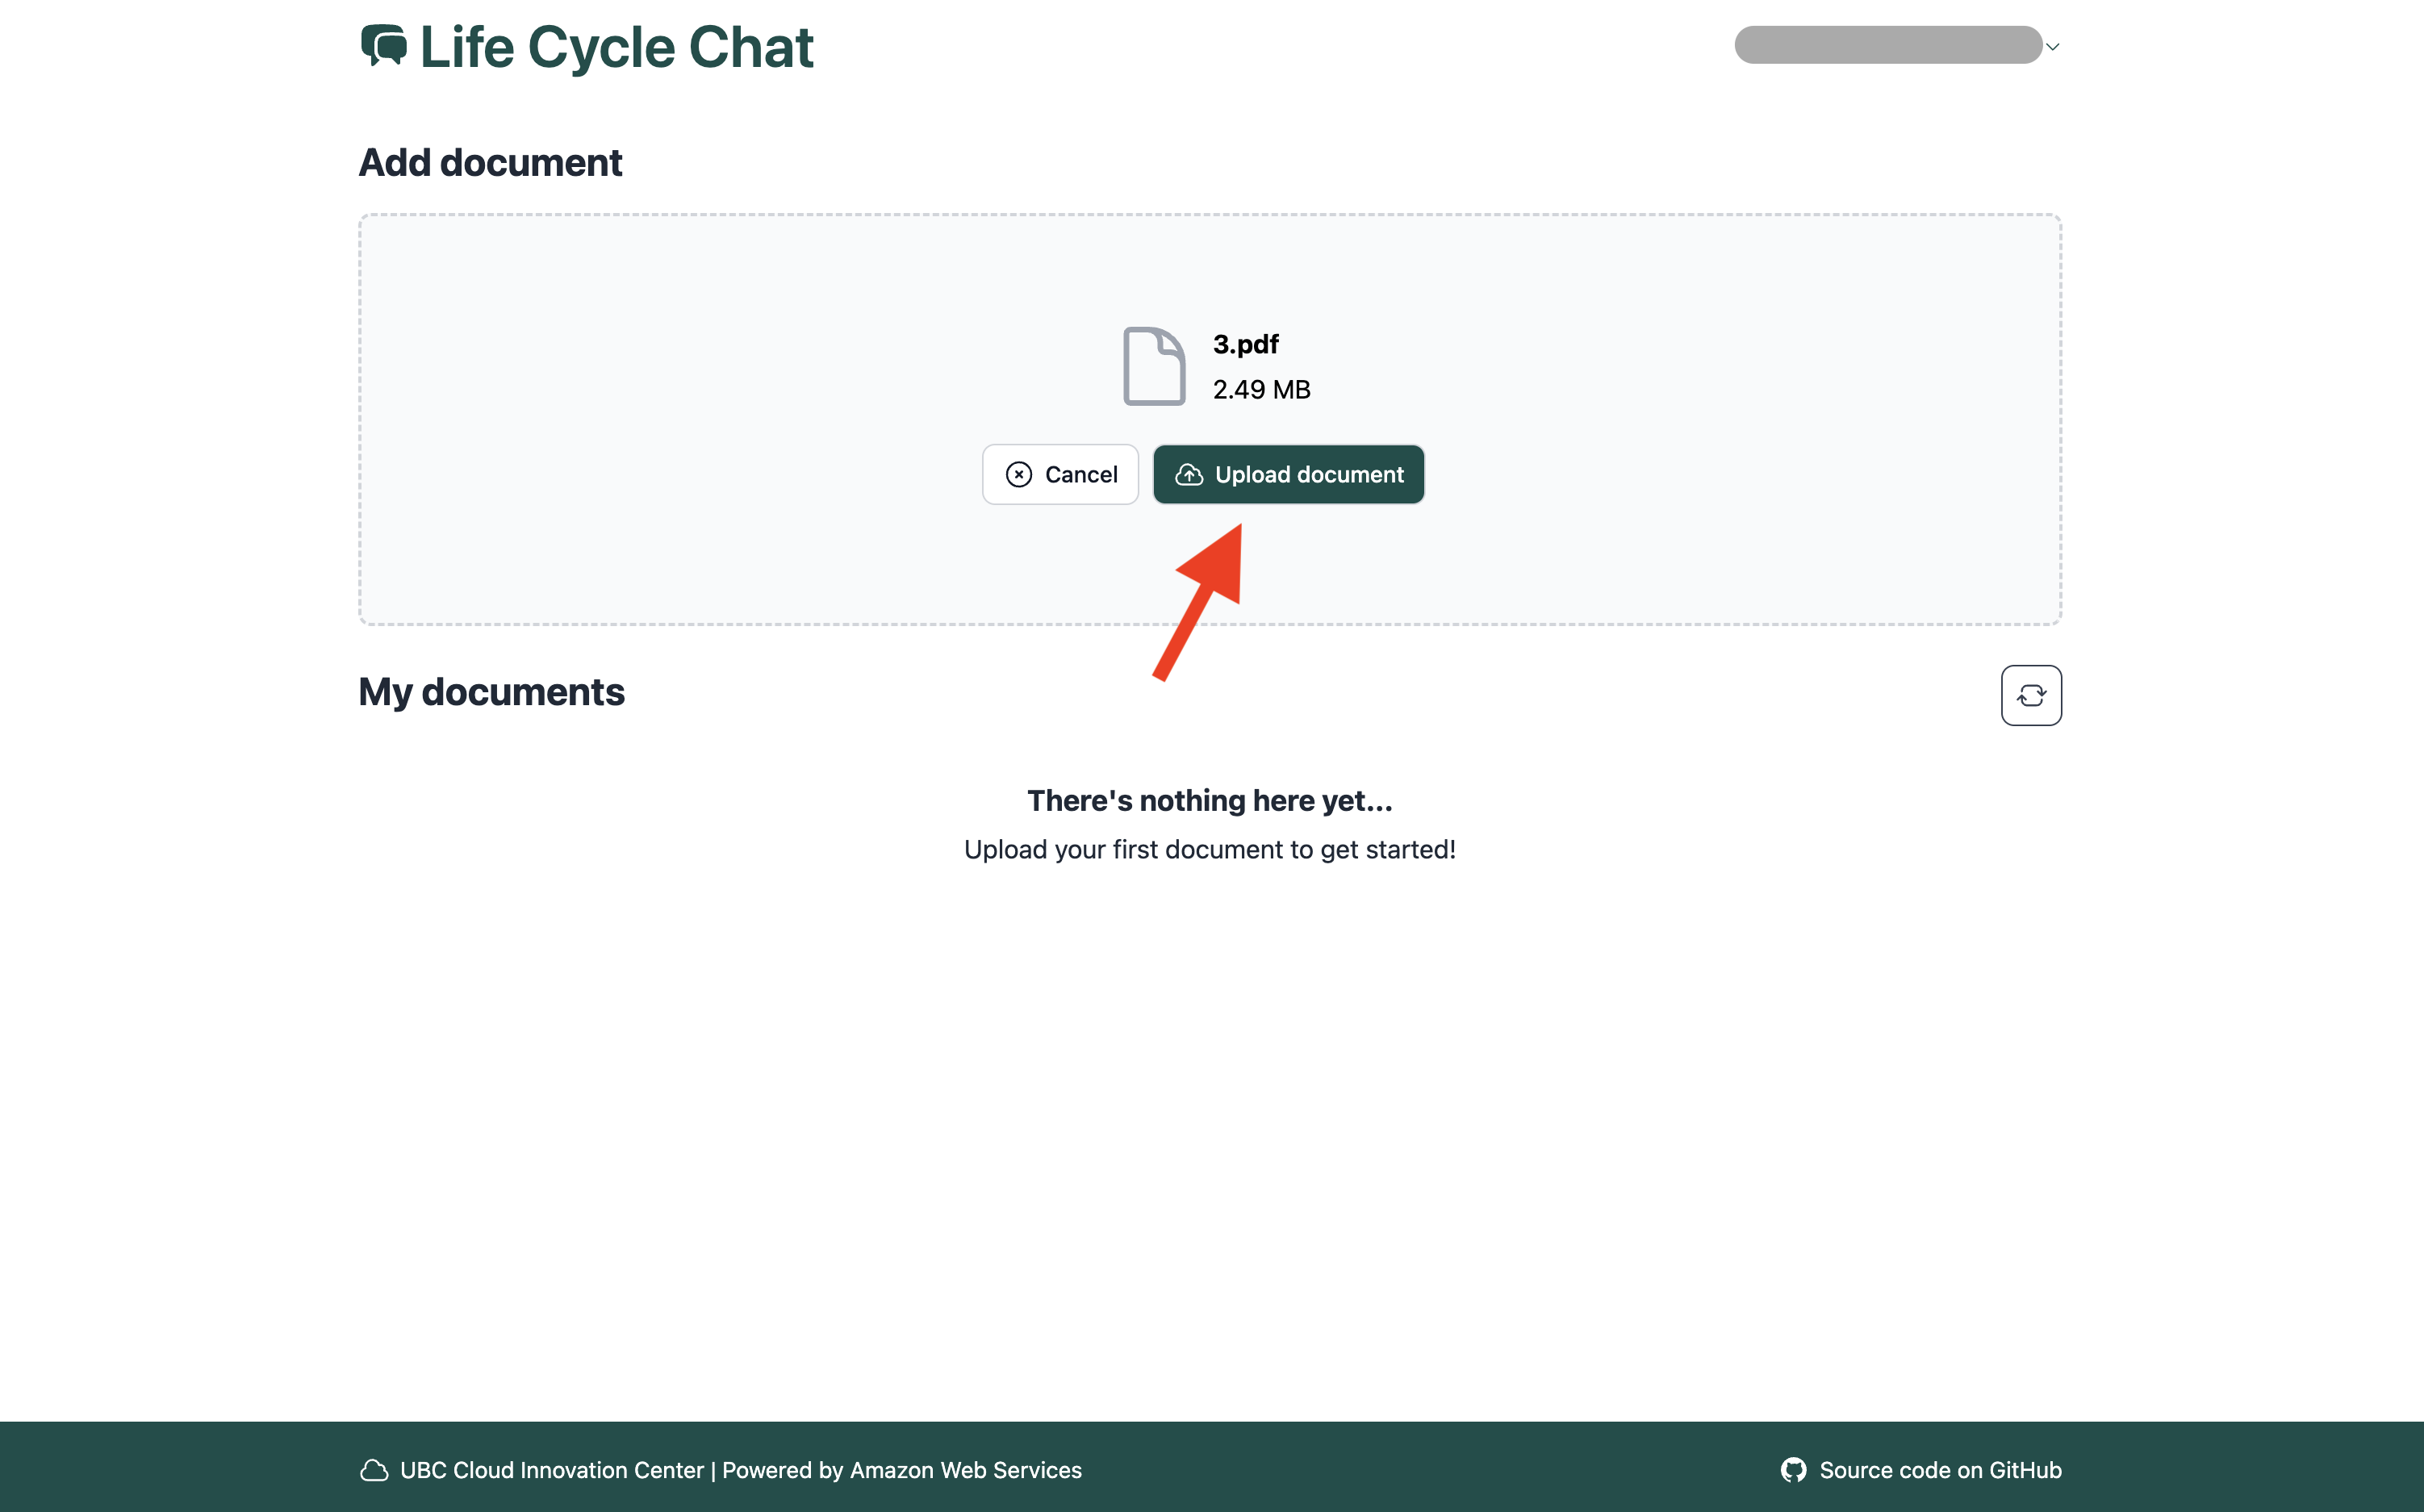 Life Cycle Chat
Add document
3.pdf
2.49 MB
Cancel
Upload document
My documents
There's nothing here yet...
Upload your first document to get started!
UBC Cloud Innovation Center | Powered by Amazon Web Services
Source code on GitHub